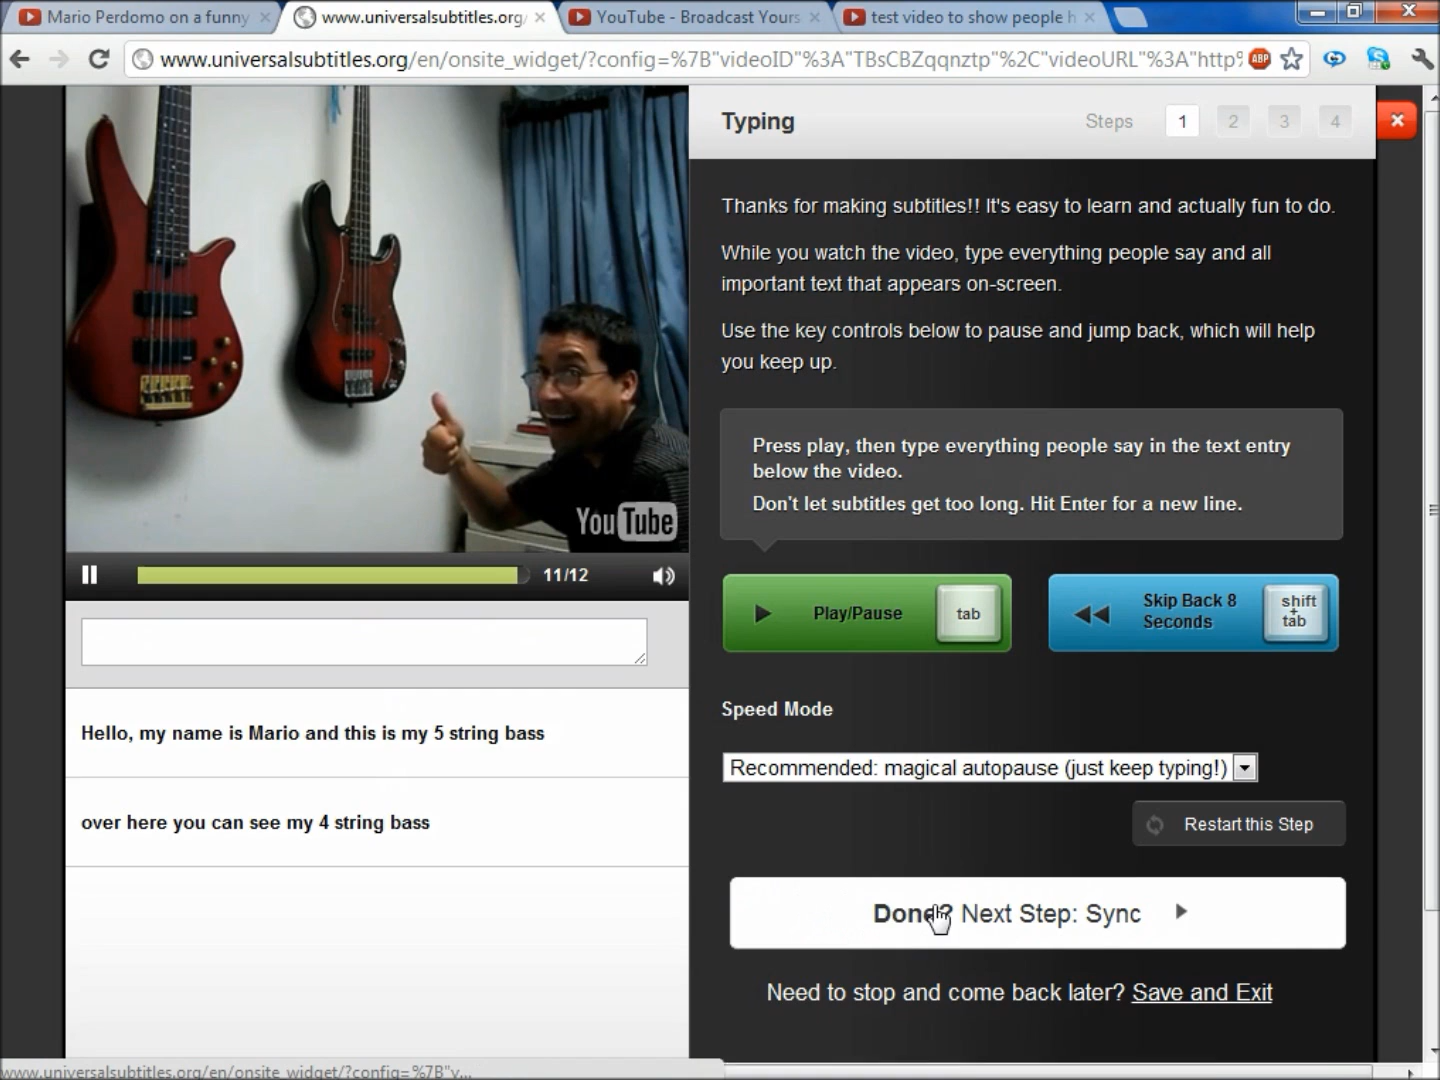 Mario Perdomo on a funny
www.universalsubtitles.org/
YouTube - Broadcast Yours
test video to show people h
www.universalsubtitles.org/en/onsite_widget/?config=%7B"videoID"%3A"TBsCBZqqnztp"%2C"videoURL"%3A"http%
ABP
Typing
Steps
1
2
3
4
Thanks for making subtitles!! It's easy to learn and actually fun to do.
While you watch the video, type everything people say and all
important text that appears on-screen.
Use the key controls below to pause and jump back, which will help
you keep up.
Press play, then type everything people say in the text entry
below the video.
Don't let subtitles get too long. Hit Enter for a new line.
YouTube
11/12
Play/Pause
tab
Skip Back 8
Seconds
shift
+
tab
Speed Mode
Recommended: magical autopause (just keep typing!)
Restart this Step
Hello, my name is Mario and this is my 5 string bass
over here you can see my 4 string bass
Done? Next Step: Sync
Need to stop and come back later? Save and Exit
www.universalsubtitles.org/en/onsite_widget/?config=%7B"v...